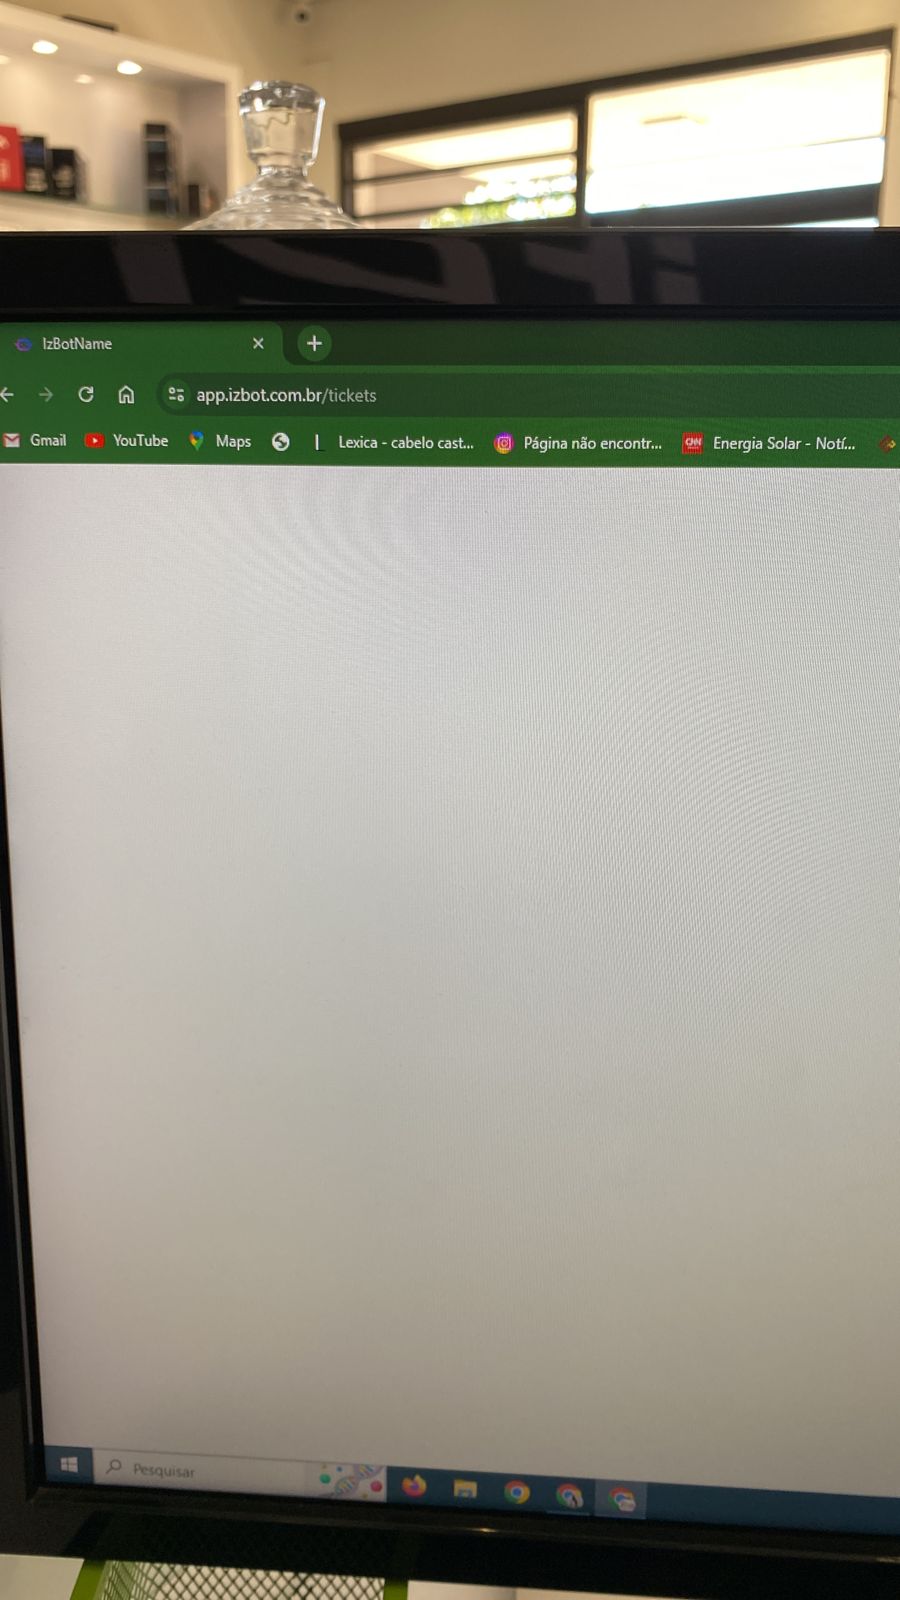 IzBotName
app.izbot.com.br/tickets
Gmail YouTube Maps Lexica - cabelo cast... Página não encontr... CNN Energia Solar - Notí...
Pesquisar